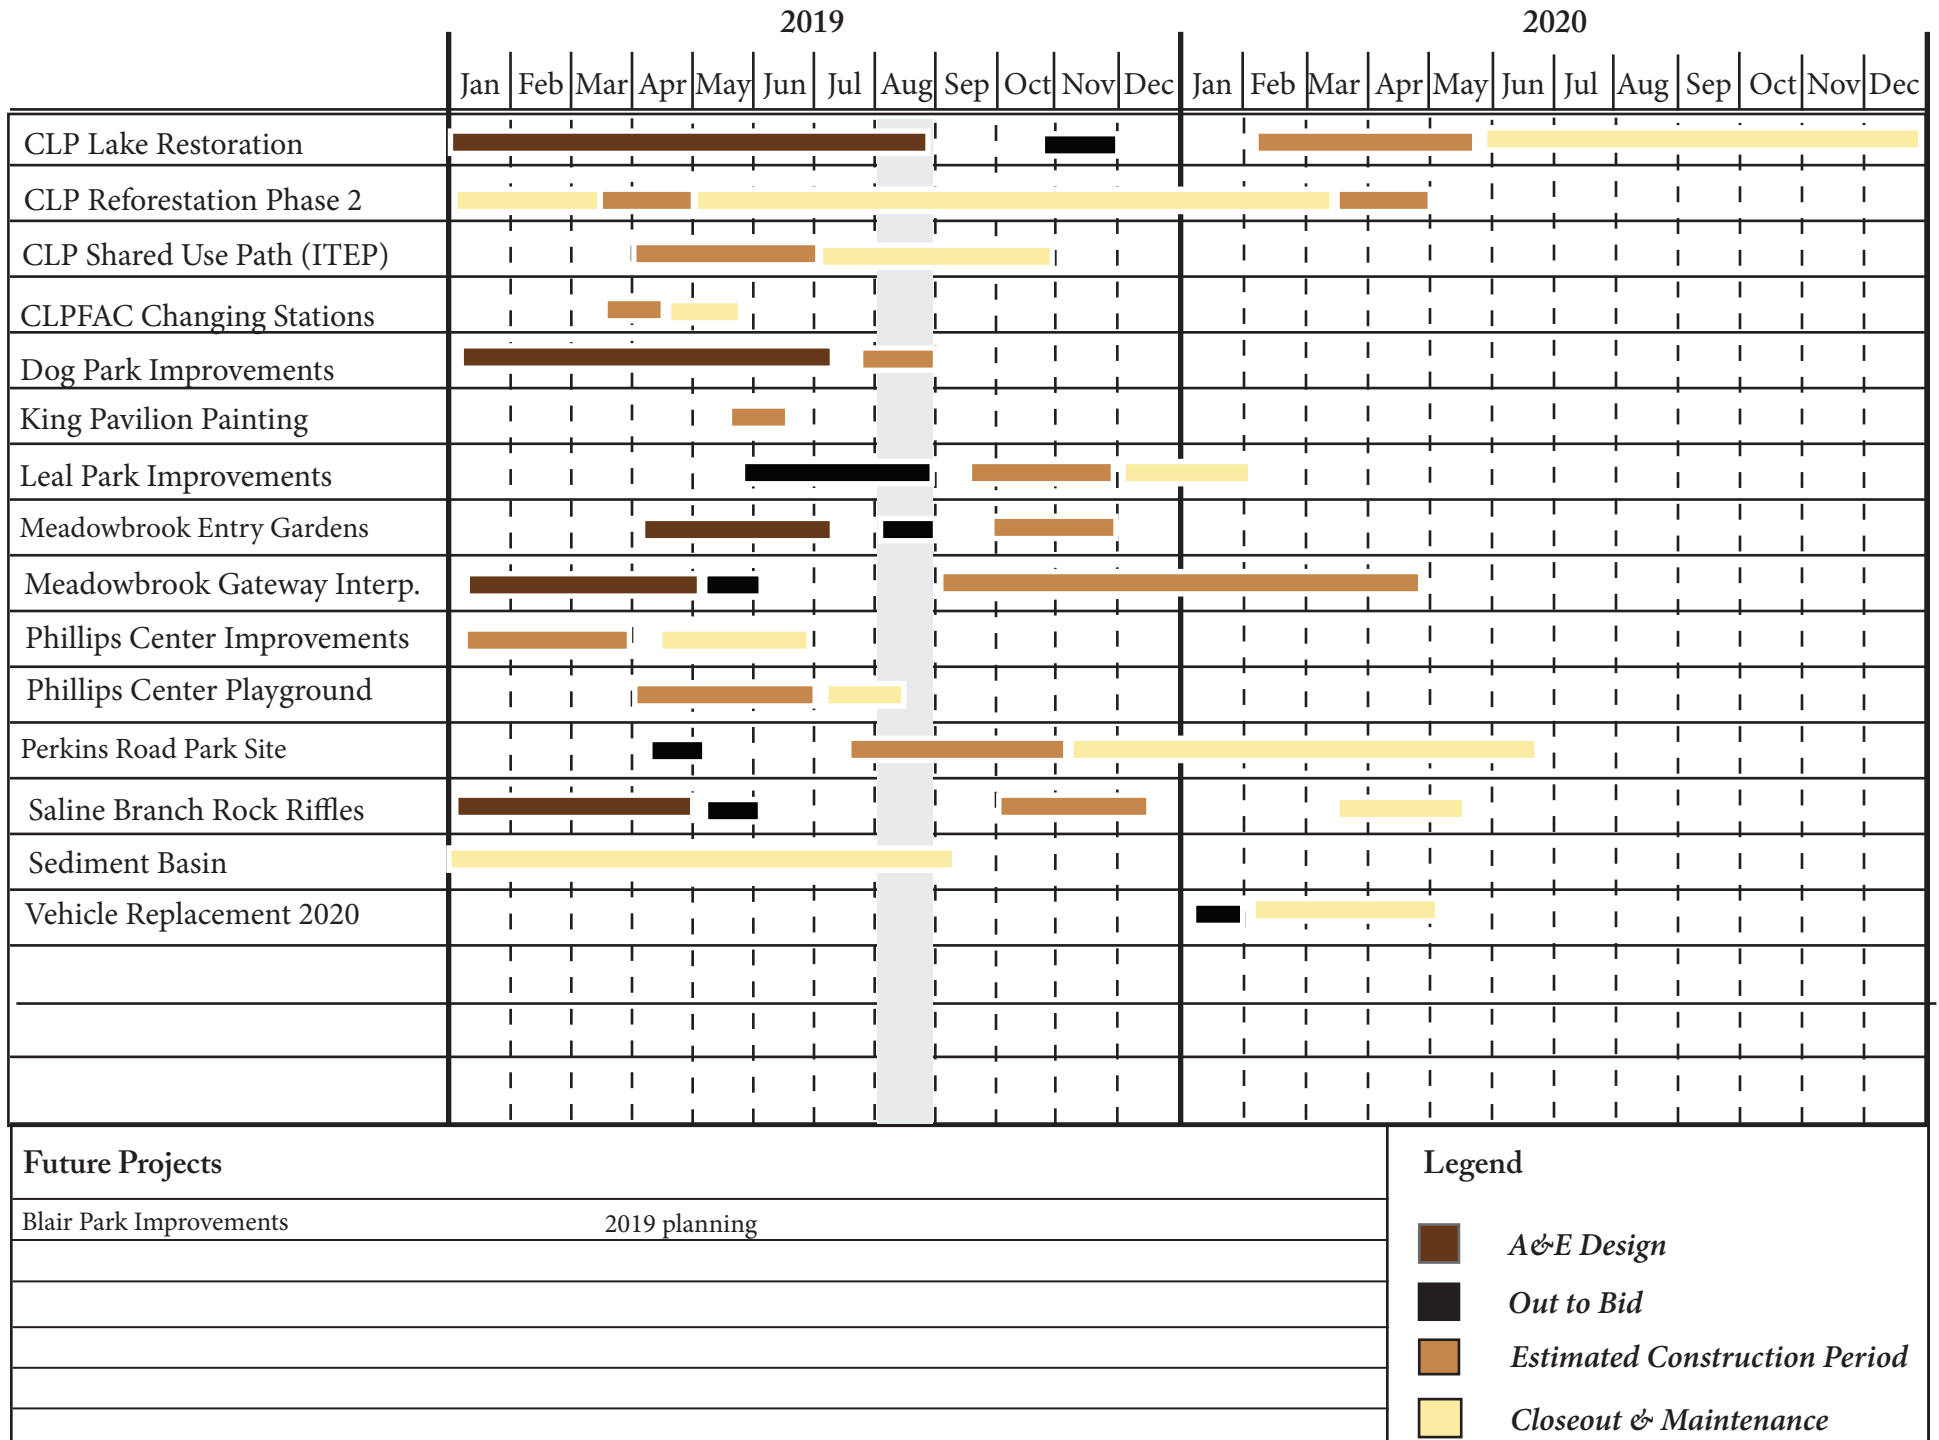 2019 2020
Jan Feb Mar Apr May Jun Jul Aug Sep Oct Nov Dec Jan Feb Mar Apr May Jun Jul Aug Sep Oct Nov Dec
CLP Lake Restoration
CLP Reforestation Phase 2
CLP Shared Use Path (ITEP)
CLPFAC Changing Stations
Dog Park Improvements
King Pavilion Painting
Leal Park Improvements
Meadowbrook Entry Gardens
Meadowbrook Gateway Interp.
Phillips Center Improvements
Phillips Center Playground
Perkins Road Park Site
Saline Branch Rock Riffles
Sediment Basin
Vehicle Replacement 2020
Future Projects
Blair Park Improvements 2019 planning
Legend
A&E Design
Out to Bid
Estimated Construction Period
Closeout & Maintenance